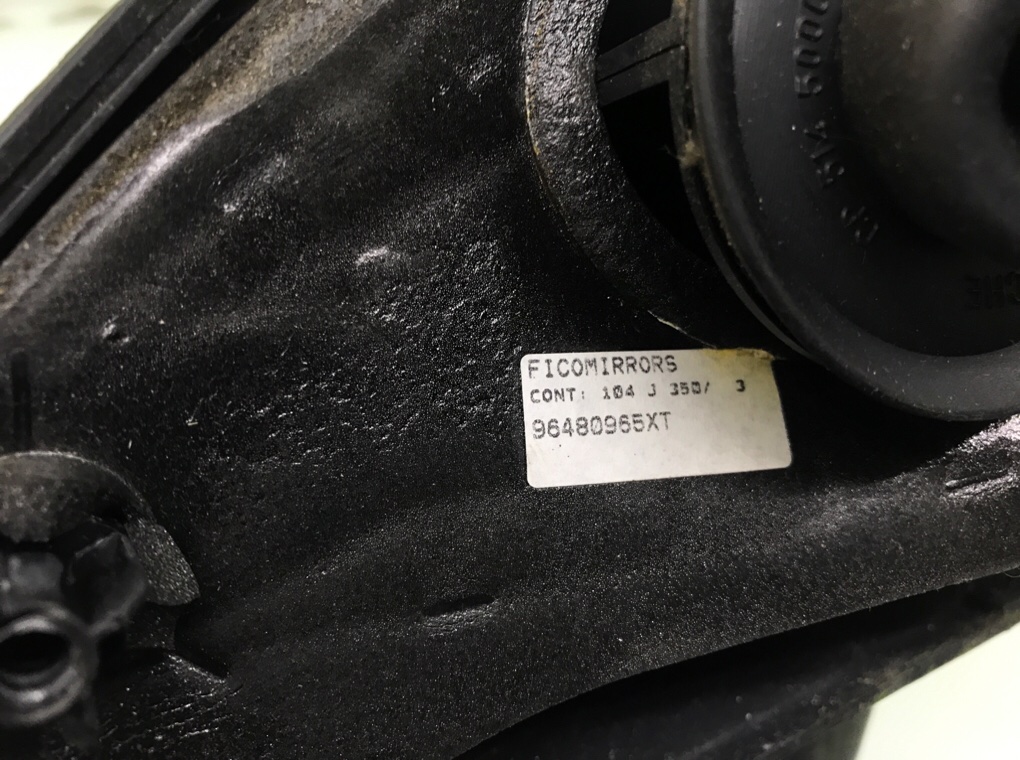 FICOMIRRORS
CONT: 104 J 350/ 3
96480965XT